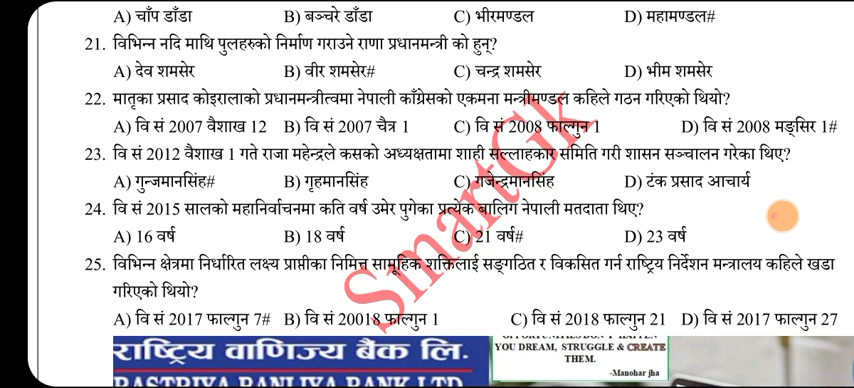 A) चाँप डाँडा B) बञ्चरे डाँडा C) भीरमण्डल D) महामण्डल#
21. विभिन्न नदि माथि पुलहरूको निर्माण गराउने राणा प्रधानमन्त्री को हुन्?
A) देव शमसेर B) वीर शमसेर# C) चन्द्र शमसेर D) भीम शमसेर
22. मातृका प्रसाद कोइरालाको प्रधानमन्त्रीत्वमा नेपाली काँग्रेसको एकमना मन्त्रीमण्डल कहिले गठन गरिएको थियो?
A) वि सं 2007 वैशाख 12 B) वि सं 2007 चैत्र 1 C) वि सं 2008 फाल्गुन 1 D) वि सं 2008 मङ्सिर 1#
23. वि सं 2012 वैशाख 1 गते राजा महेन्द्रले कसको अध्यक्षतामा शाही सल्लाहकार समिति गरी शासन सञ्चालन गरेका थिए?
A) गुन्जमानसिंह# B) गृहमानसिंह C) गजेन्द्रमानसिंह D) टंक प्रसाद आचार्य
24. वि सं 2015 सालको महानिर्वाचनमा कति वर्ष उमेर पुगेका प्रत्येक बालिग नेपाली मतदाता थिए?
A) 16 वर्ष B) 18 वर्ष C) 21 वर्ष# D) 23 वर्ष
25. विभिन्न क्षेत्रमा निर्धारित लक्ष्य प्राप्तीका निमित्त सामूहिक शक्तिलाई सङ्गठित र विकसित गर्न राष्ट्रिय निर्देशन मन्त्रालय कहिले खडा
गरिएको थियो?
A) वि सं 2017 फाल्गुन 7# B) वि सं 20018 फाल्गुन 1 C) वि सं 2018 फाल्गुन 21 D) वि सं 2017 फाल्गुन 27
SmartGk
राष्ट्रिय वाणिज्य बैंक लि.
RASTRIYA BANIJYA BANK LTD
YOU DREAM, STRUGGLE & CREATE
THEM.
-Manohar jha